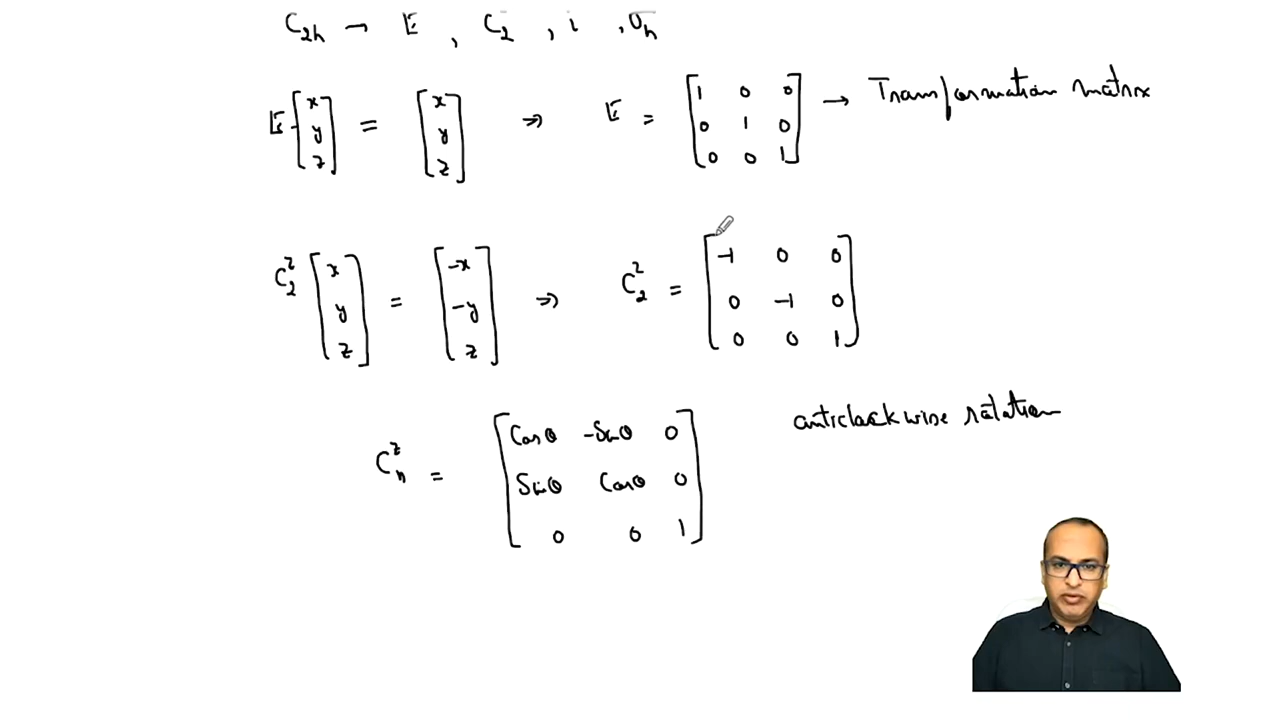 C₂ₕ → E , C₂ , i , σₕ
E [x y z] = [x y z] ⇒ E = [1 0 0; 0 1 0; 0 0 1] → Transformation matrix
C₂ᶻ [x y z] = [-x -y z] ⇒ C₂ᶻ = [-1 0 0; 0 -1 0; 0 0 1]
Cₙᶻ = [Cosθ -Sinθ 0; Sinθ Cosθ 0; 0 0 1] anticlockwise rotation